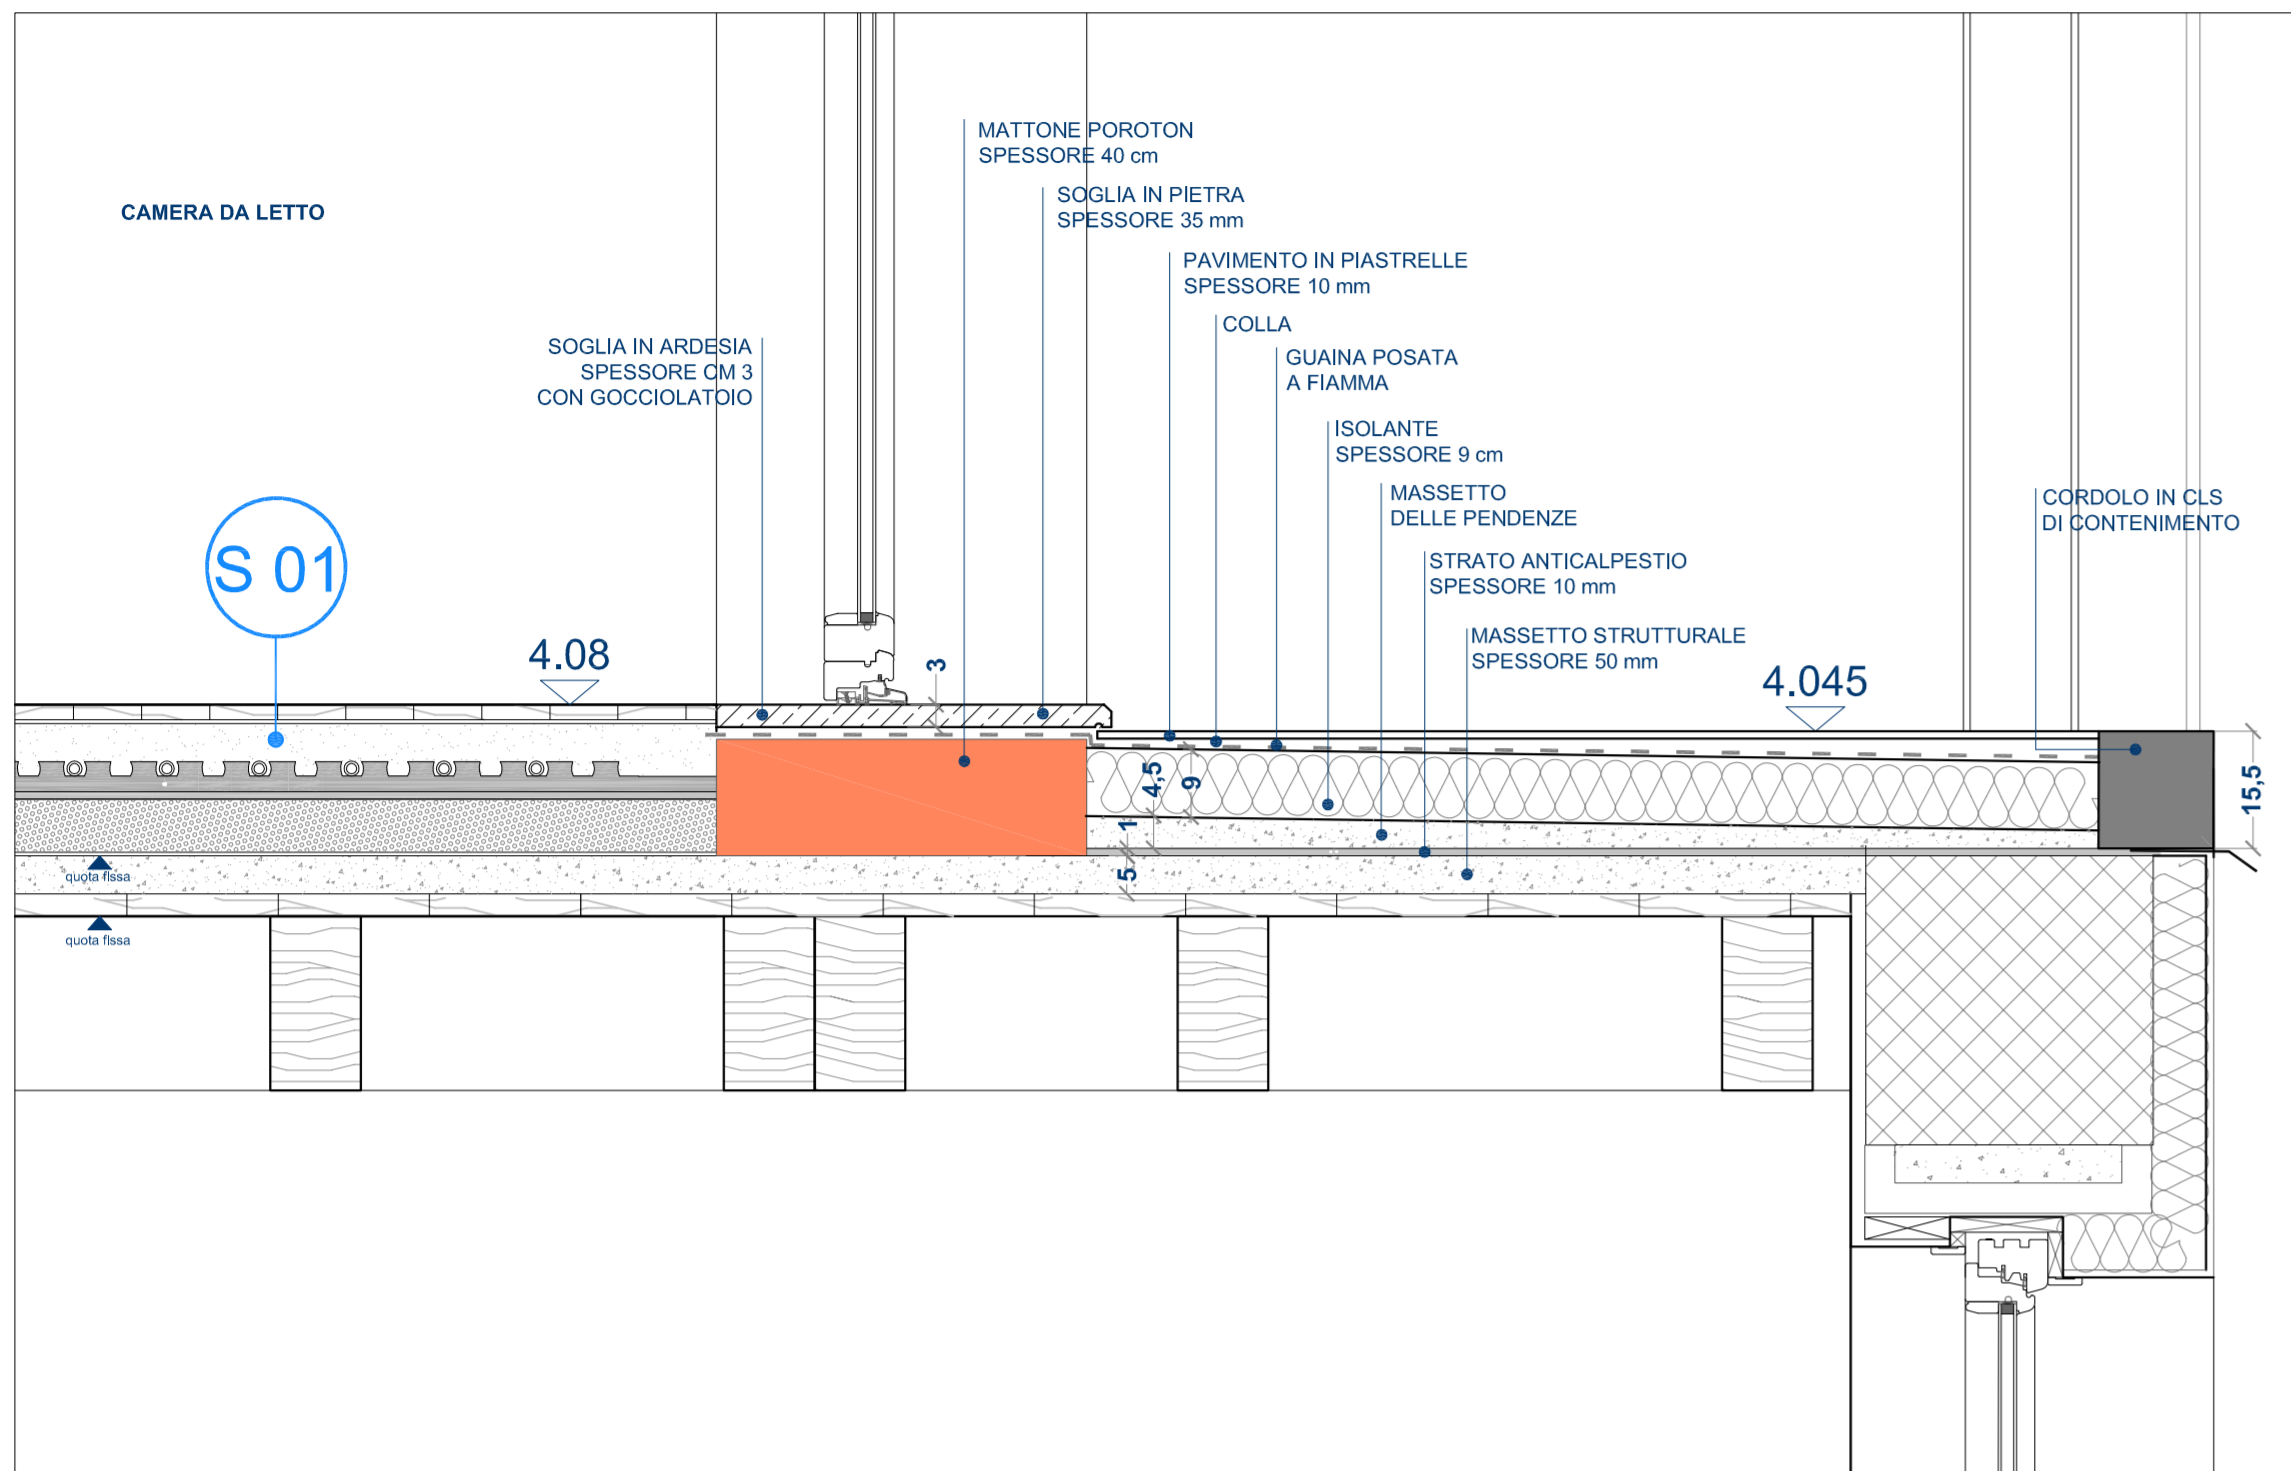 MATTONE POROTON
SPESSORE 40 cm
SOGLIA IN PIETRA
SPESSORE 35 mm
CAMERA DA LETTO
PAVIMENTO IN PIASTRELLE
SPESSORE 10 mm
COLLA
SOGLIA IN ARDESIA
SPESSORE CM 3
CON GOCCIOLATOIO
GUAINA POSATA
A FIAMMA
ISOLANTE
SPESSORE 9 cm
MASSETTO
DELLE PENDENZE
CORDOLO IN CLS
DI CONTENIMENTO
S 01
STRATO ANTICALPESTIO
SPESSORE 10 mm
MASSETTO STRUTTURALE
SPESSORE 50 mm
4.08
3
4.045
4,5
9
15,5
1
5
quota fissa
quota fissa